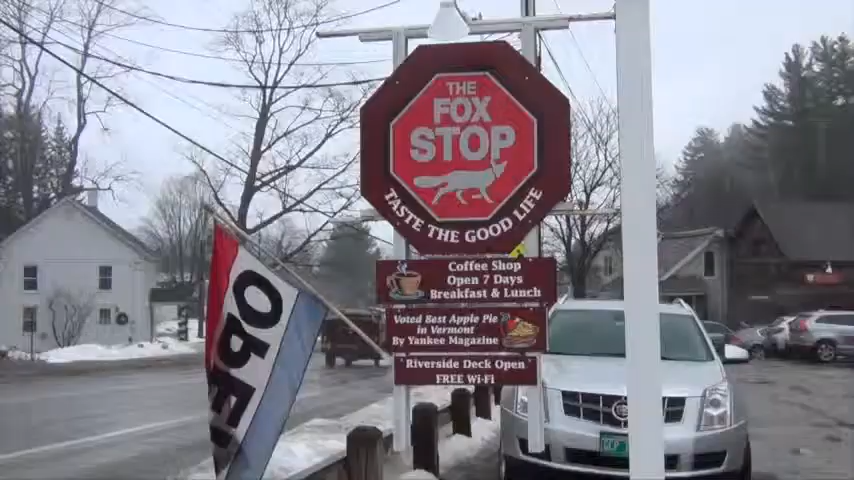 THE
FOX
STOP
TASTE THE GOOD LIFE
Coffee Shop
Open 7 Days
Breakfast & Lunch
Voted Best Apple Pie
in Vermont
By Yankee Magazine
Riverside Deck Open
FREE Wi-Fi
OPEN